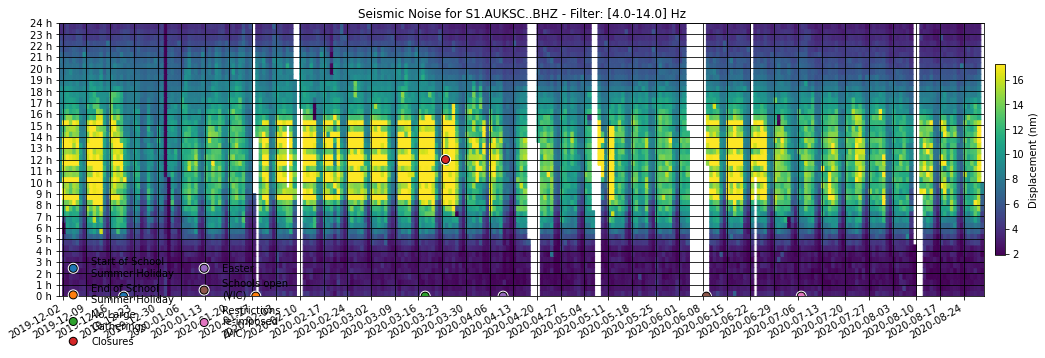 Seismic Noise for S1.AUKSC..BHZ - Filter: [4.0-14.0] Hz
24 h
23 h
22 h
21 h
20 h
19 h
18 h
17 h
16 h
15 h
14 h
13 h
12 h
11 h
10 h
9 h
8 h
7 h
6 h
5 h
4 h
3 h
2 h
1 h
0 h
16
14
12
10
8
6
4
2
Displacement (nm)
Start of School
Summer Holiday
End of School
Summer Holiday
No Large
Gatherings
Closures
Easter
Schools open
(VIC)
Restrictions
re-imposed
(VIC)
2019-12-02
2020-01-06
2020-02-10
2020-02-17
2020-02-24
2020-03-02
2020-03-09
2020-03-16
2020-03-23
2020-03-30
2020-04-06
2020-04-13
2020-04-20
2020-04-27
2020-05-04
2020-05-11
2020-05-18
2020-05-25
2020-06-01
2020-06-08
2020-06-15
2020-06-22
2020-06-29
2020-07-06
2020-07-13
2020-07-20
2020-07-27
2020-08-03
2020-08-10
2020-08-17
2020-08-24